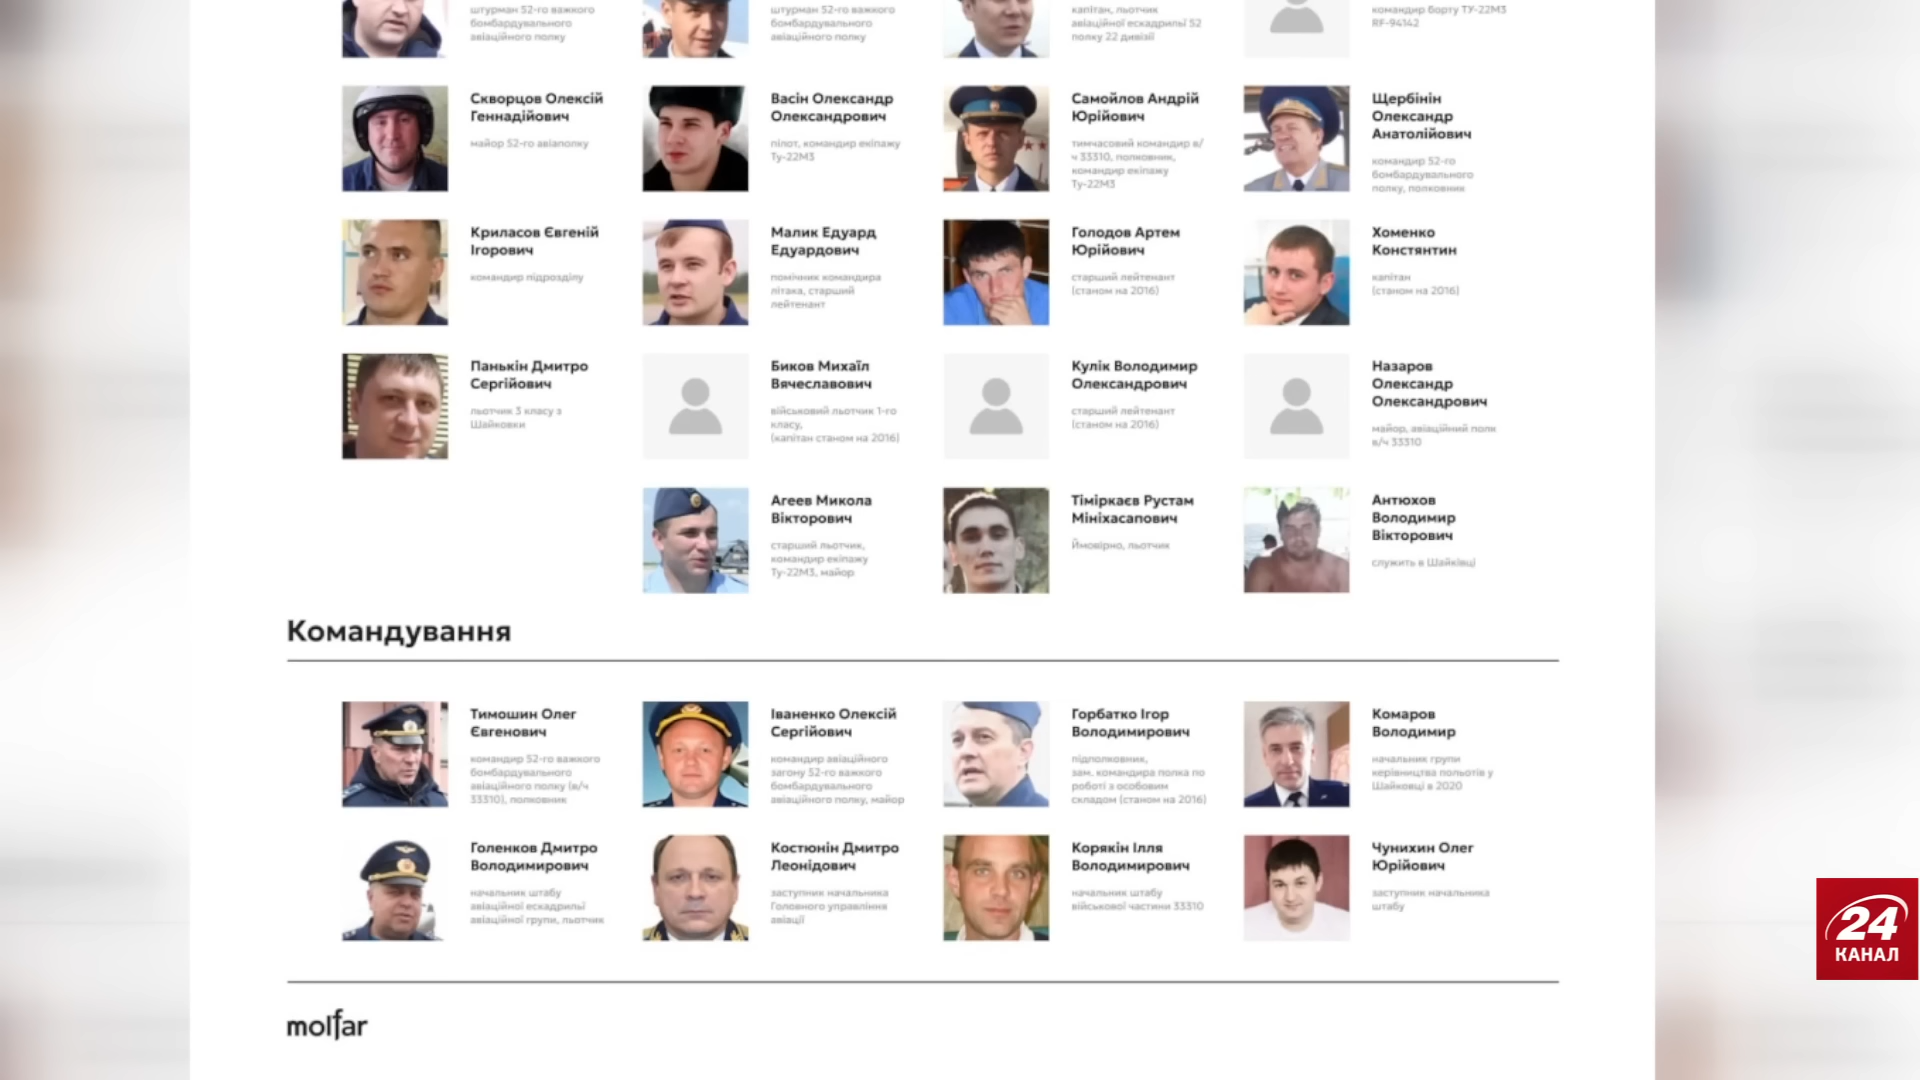 штурман 52-го важкого
бомбардувального
авіаційного полку
штурман 52-го важкого
бомбардувального
авіаційного полку
капітан, льотчик
авіаційної ескадрильї 52
полку 22 дивізії
командир борту ТУ-22М3
RF-94142
Скворцов Олексій
Геннадійович
майор 52-го авіаполку
Васін Олександр
Олександрович
пілот, командир екіпажу
Ту-22М3
Самойлов Андрій
Юрійович
тимчасовий командир в/
ч 33310, полковник,
командир екіпажу
Ту-22М3
Щербінін
Олександр
Анатолійович
командир 52-го
бомбардувального
полку, полковник
Криласов Євгеній
Ігорович
командир підрозділу
Малик Едуард
Едуардович
помічник командира
літака, старший
лейтенант
Голодов Артем
Юрійович
старший лейтенант
(станом на 2016)
Хоменко
Констянтин
капітан
(станом на 2016)
Панькін Дмитро
Сергійович
льотчик 3 класу з
Шайковки
Биков Михаїл
Вячеславович
військовий льотчик 1-го
класу,
(капітан станом на 2016)
Кулік Володимир
Олександрович
старший лейтенант
(станом на 2016)
Назаров
Олександр
Олександрович
майор, авіаційний полк
в/ч 33310
Агеев Микола
Вікторович
старший льотчик,
командир екіпажу
Ту-22М3, майор
Тіміркаєв Рустам
Мініхасапович
Ймовірно, льотчик
Антюхов
Володимир
Вікторович
служить в Шайківці
Командування
Тимошин Олег
Євгенович
командир 52-го важкого
бомбардувального
авіаційного полку (в/ч
33310), полковник
Іваненко Олексій
Сергійович
командир авіаційного
загону 52-го важкого
бомбардувального
авіаційного полку, майор
Горбатко Ігор
Володимирович
підполковник,
зам. командира полка по
роботі з особовим
складом (станом на 2016)
Комаров
Володимир
начальник групи
керівництва польотів у
Шайковці в 2020
Голенков Дмитро
Володимирович
начальник штабу
авіаційної ескадрильї
авіаційної групи, льотчик
Костюнін Дмитро
Леонідович
заступник начальника
Головного управління
авіації
Корякін Ілля
Володимирович
начальник штабу
військової частини 33310
Чунихин Олег
Юрійович
заступник начальника
штабу
24
КАНАЛ
molfar